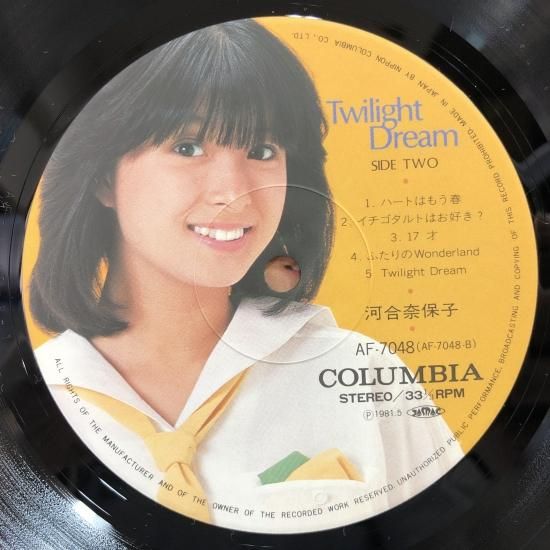 Twilight
Dream
SIDE TWO
1. ハートはもう春
2. イチゴタルトはお好き?
3. 17 才
4. ふたりのWonderland
5 Twilight Dream
河合奈保子
AF-7048 (AF-7048-B)
COLUMBIA
STEREO/33⅓RPM
Ⓟ1981.5
ALL RIGHTS OF THE MANUFACTURER AND OF THE OWNER OF THE RECORDED WORK RESERVED. UNAUTHORIZED PUBLIC PERFORMANCE, BROADCASTING AND COPYING OF THIS RECORD PROHIBITED. MADE IN JAPAN BY NIPPON COLUMBIA CO., LTD.